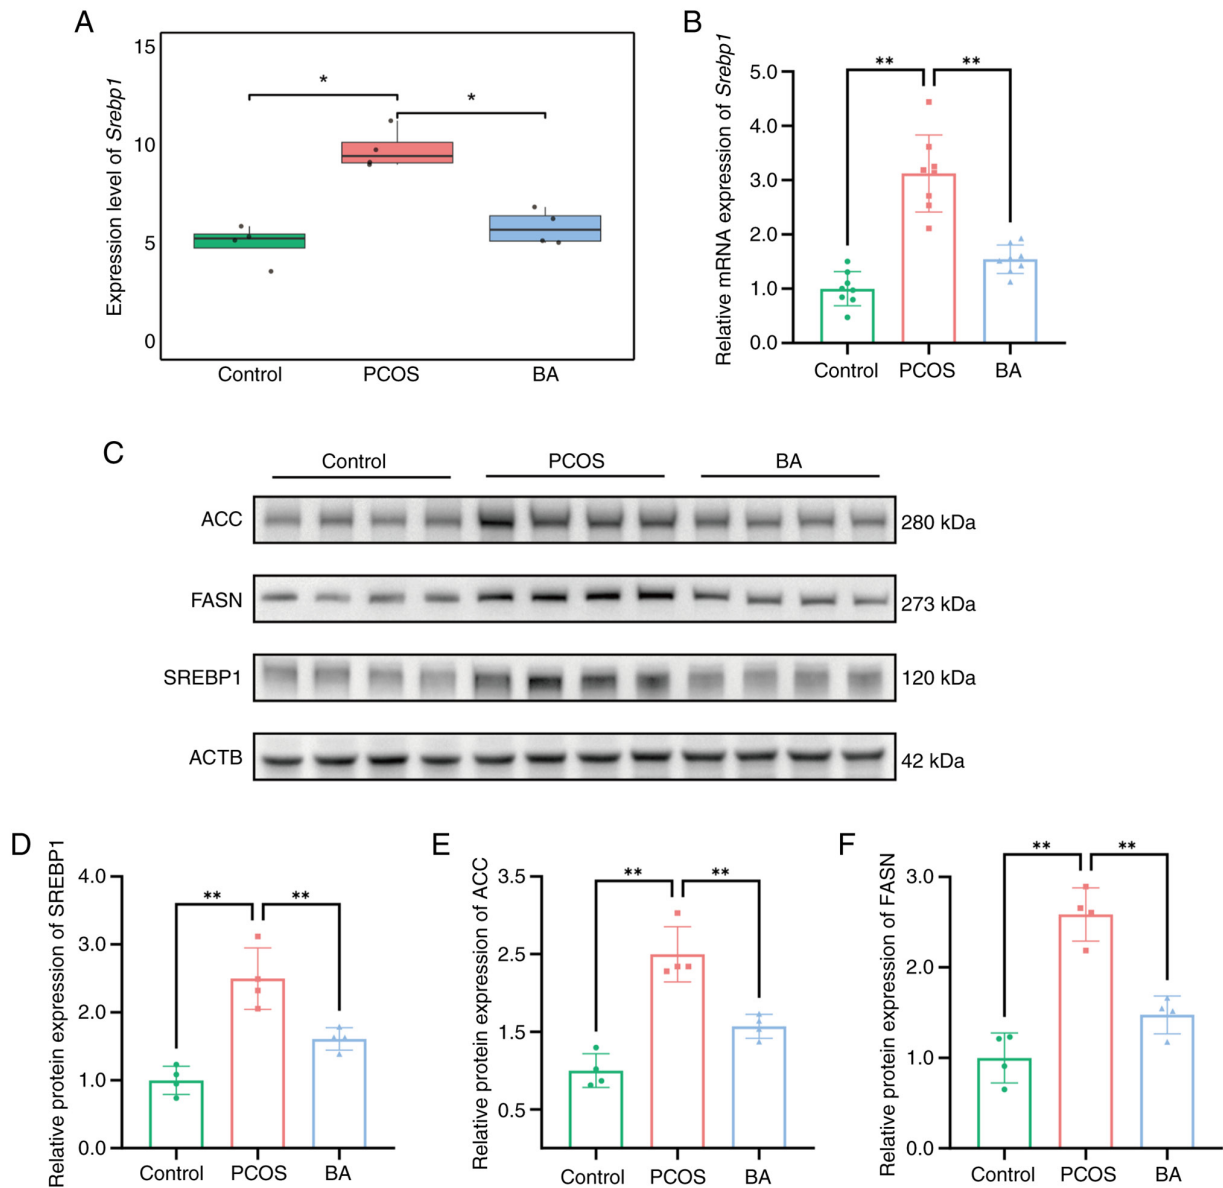 A
Expression level of Srebp1
15
10
5
0
*
*
Control
PCOS
BA
B
Relative mRNA expression of Srebp1
5.0
4.0
3.0
2.0
1.0
0.0
**
**
Control
PCOS
BA
C
Control
PCOS
BA
ACC
280 kDa
FASN
273 kDa
SREBP1
120 kDa
ACTB
42 kDa
D
Relative protein expression of SREBP1
4.0
3.0
2.0
1.0
0.0
**
**
Control
PCOS
BA
E
Relative protein expression of ACC
3.5
2.5
1.5
0.5
**
**
Control
PCOS
BA
F
Relative protein expression of FASN
3.0
2.0
1.0
0.0
**
**
Control
PCOS
BA